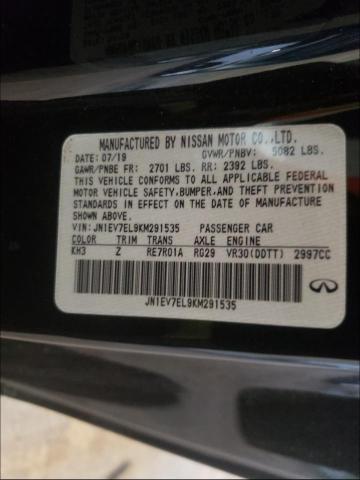 MANUFACTURED BY NISSAN MOTOR CO.,LTD.
DATE: 07/19 GVWR/PNBV: 5082 LBS.
GAWR/PNBE FR: 2701 LBS. RR: 2392 LBS.
THIS VEHICLE CONFORMS TO ALL APPLICABLE FEDERAL
MOTOR VEHICLE SAFETY,BUMPER,AND THEFT PREVENTION
STANDARDS IN EFFECT ON THE DATE OF MANUFACTURE
SHOWN ABOVE.
VIN: JN1EV7EL9KM291535 PASSENGER CAR
COLOR TRIM TRANS AXLE ENGINE
KH3 Z RE7R01A RG29 VR30(DDTT) 2997CC
JN1EV7EL9KM291535